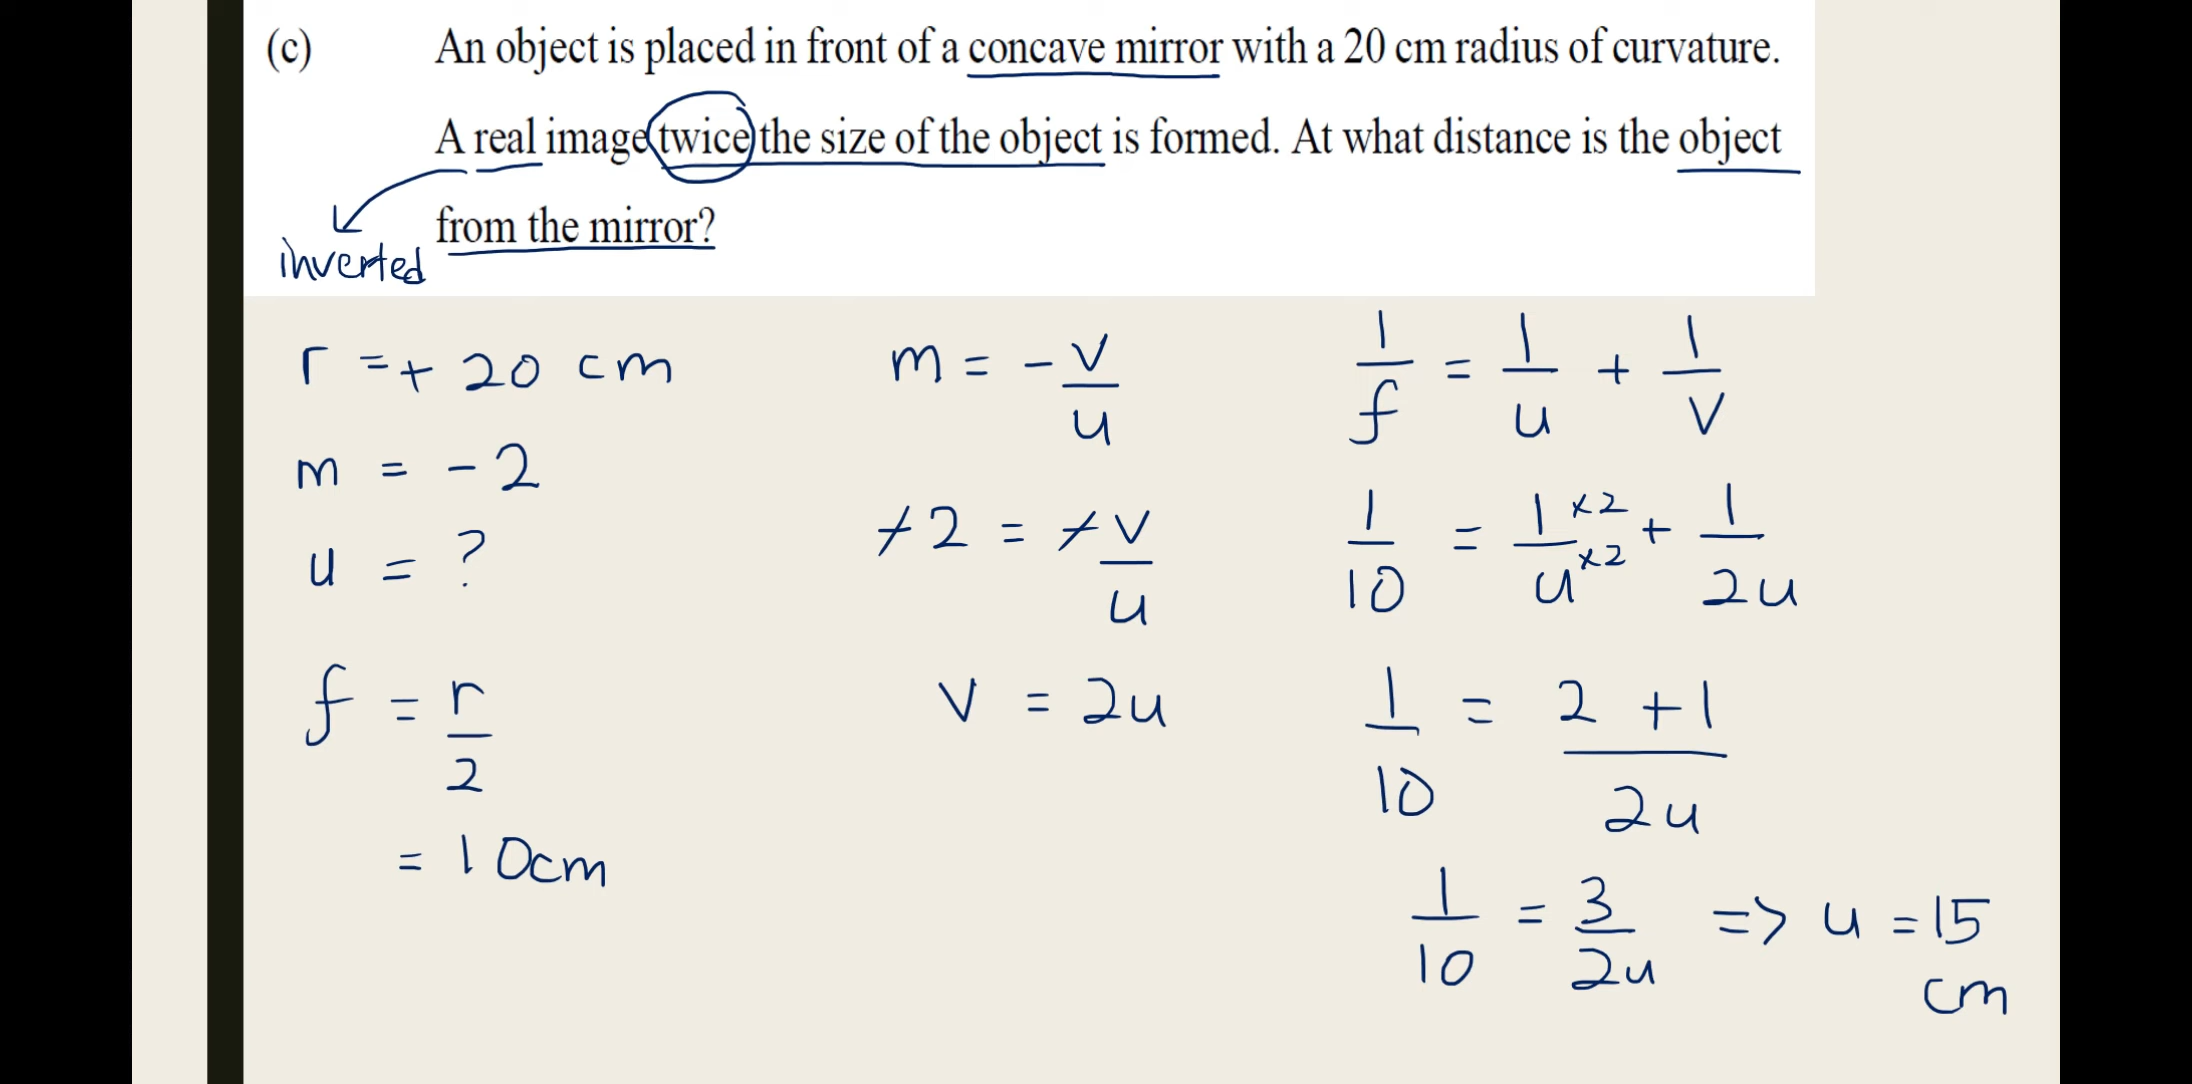 (c) An object is placed in front of a concave mirror with a 20 cm radius of curvature.
A real image twice the size of the object is formed. At what distance is the object
from the mirror?
inverted
r = + 20 cm
m = - 2
u = ?
f = r/2
= 10cm
m = - v/u
-2 = - v/u
v = 2u
1/f = 1/u + 1/v
1/10 = 1 x2/u x2 + 1/2u
1/10 = 2 + 1/2u
1/10 = 3/2u => u = 15
cm